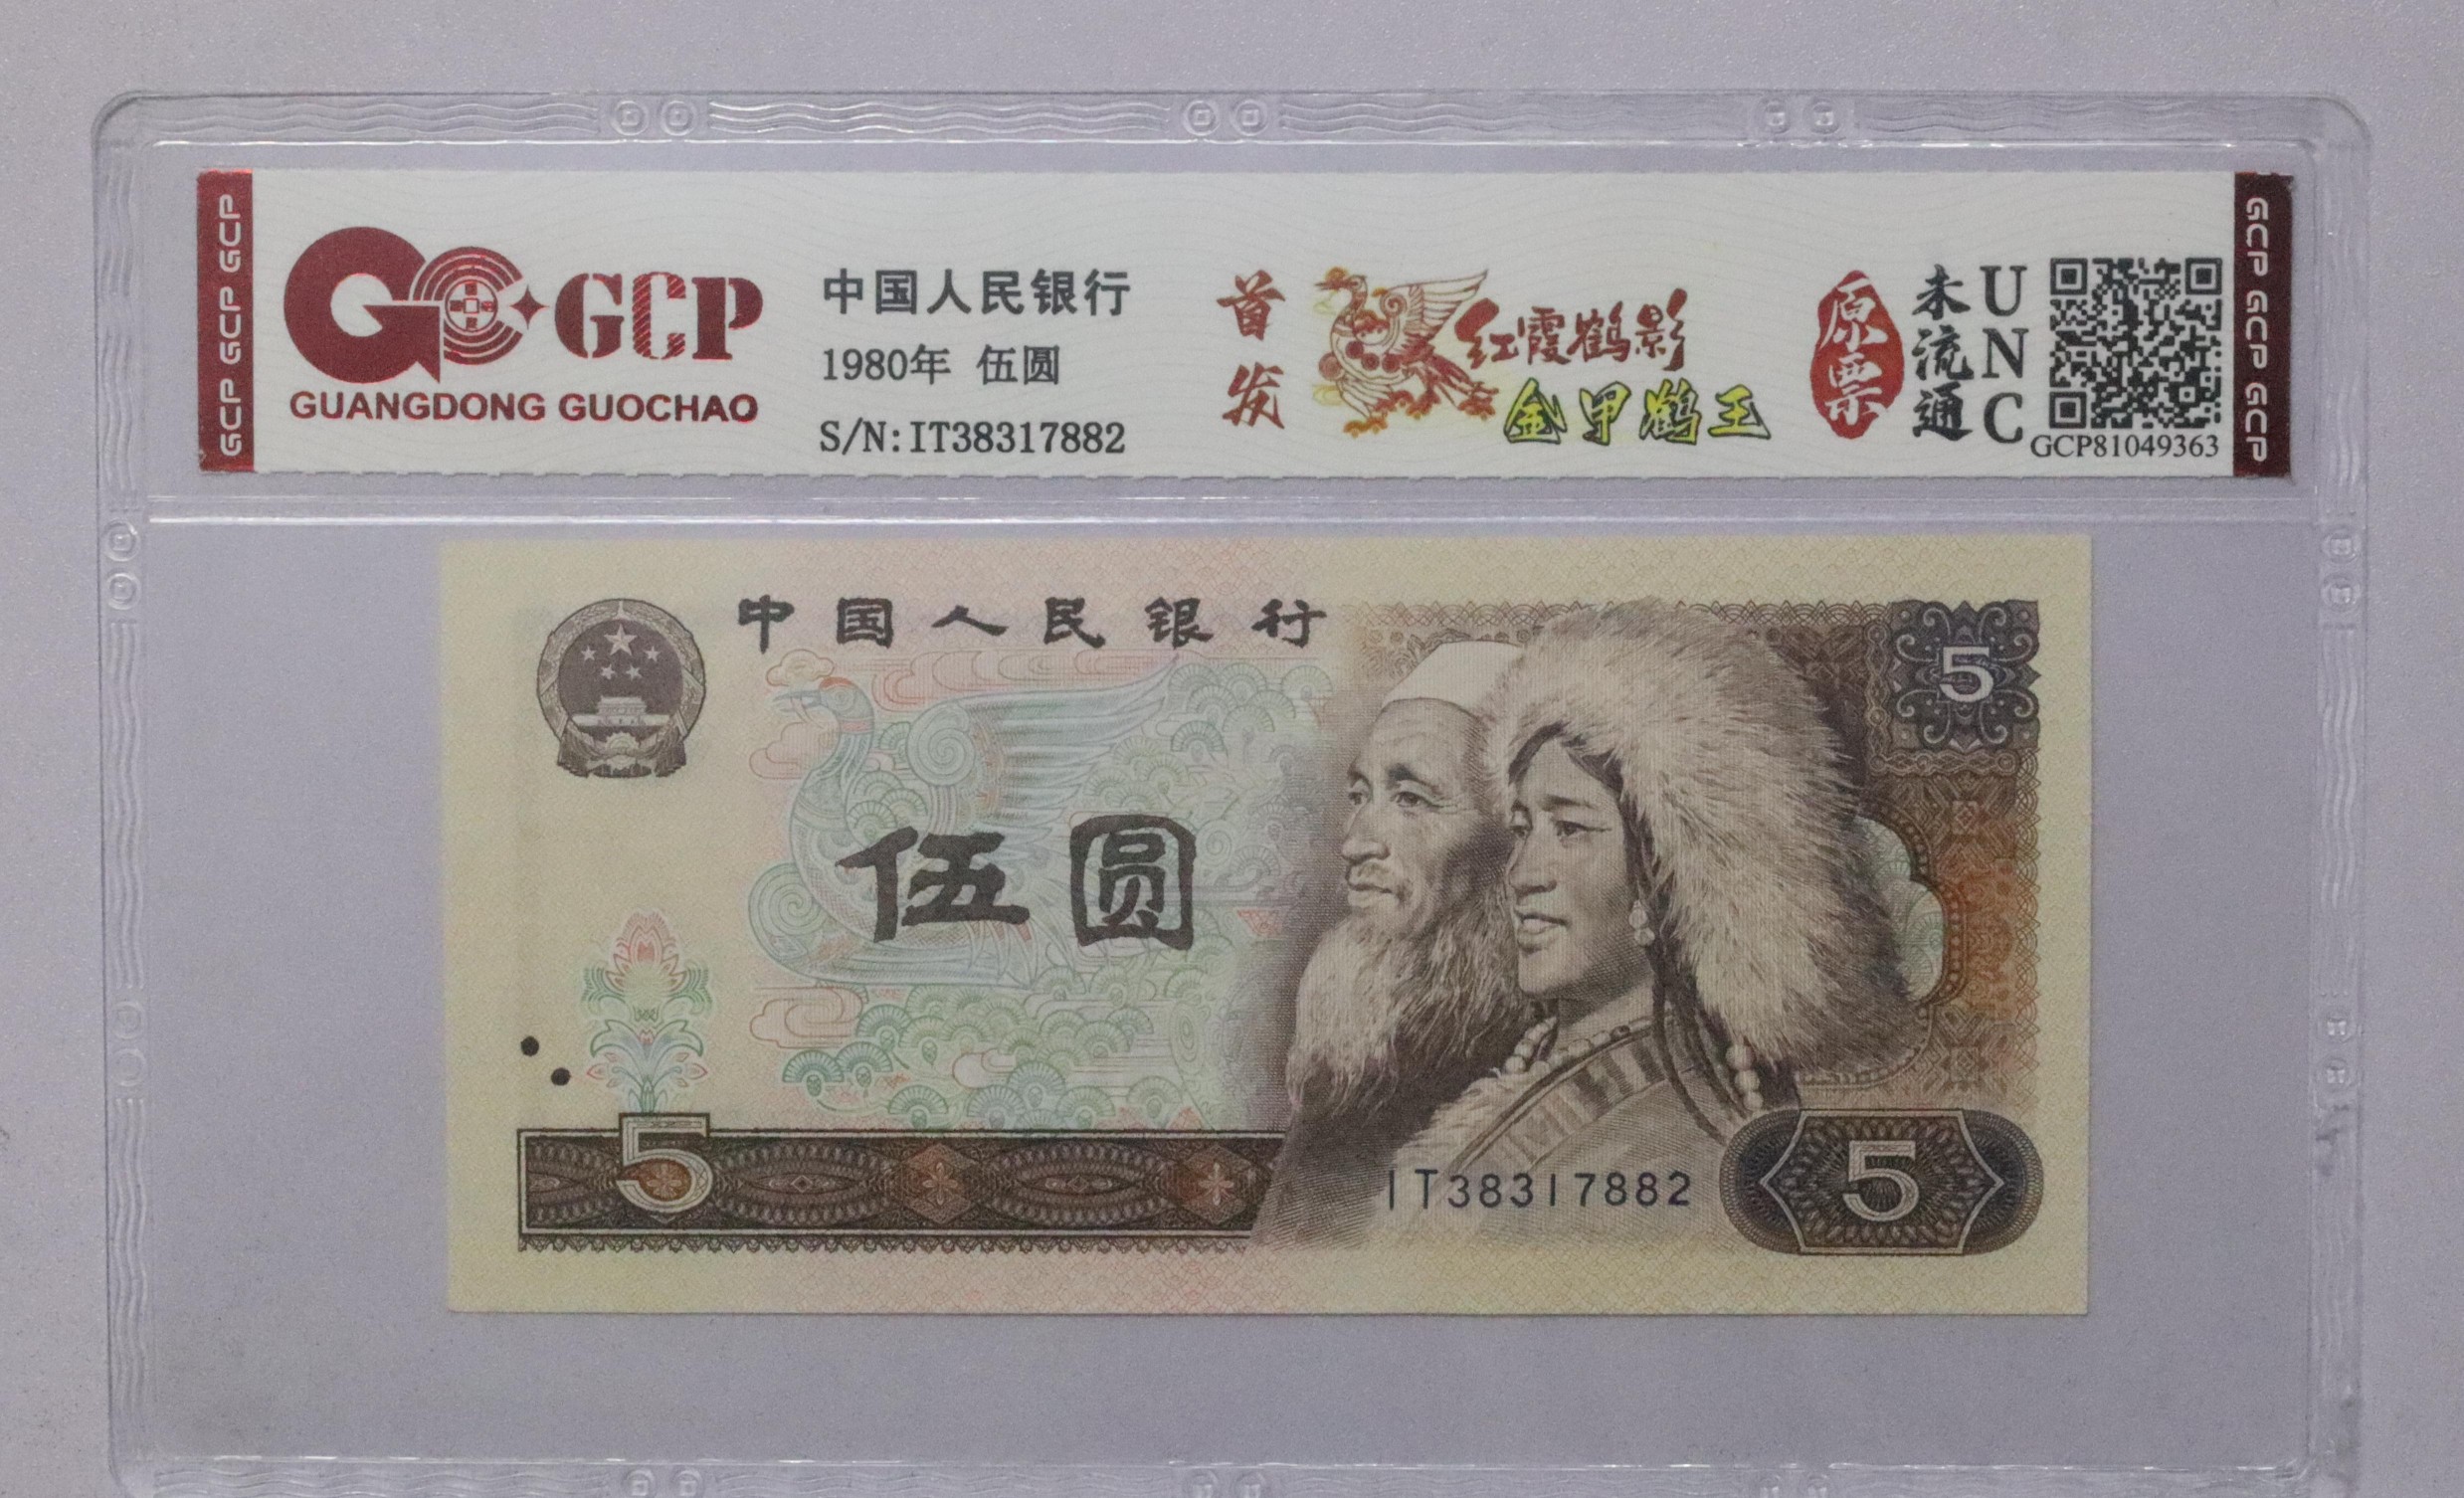 GCP GCP GCP
GCP
GUANGDONG GUOCHAO
中国人民银行
1980年 伍圆
S/N:IT38317882
首发
红霞鹤影
金甲鹤王
原票
未流通
UNC
GCP81049363
GCP GCP GCP
中国人民银行
5
伍圆
5
IT38317882
5